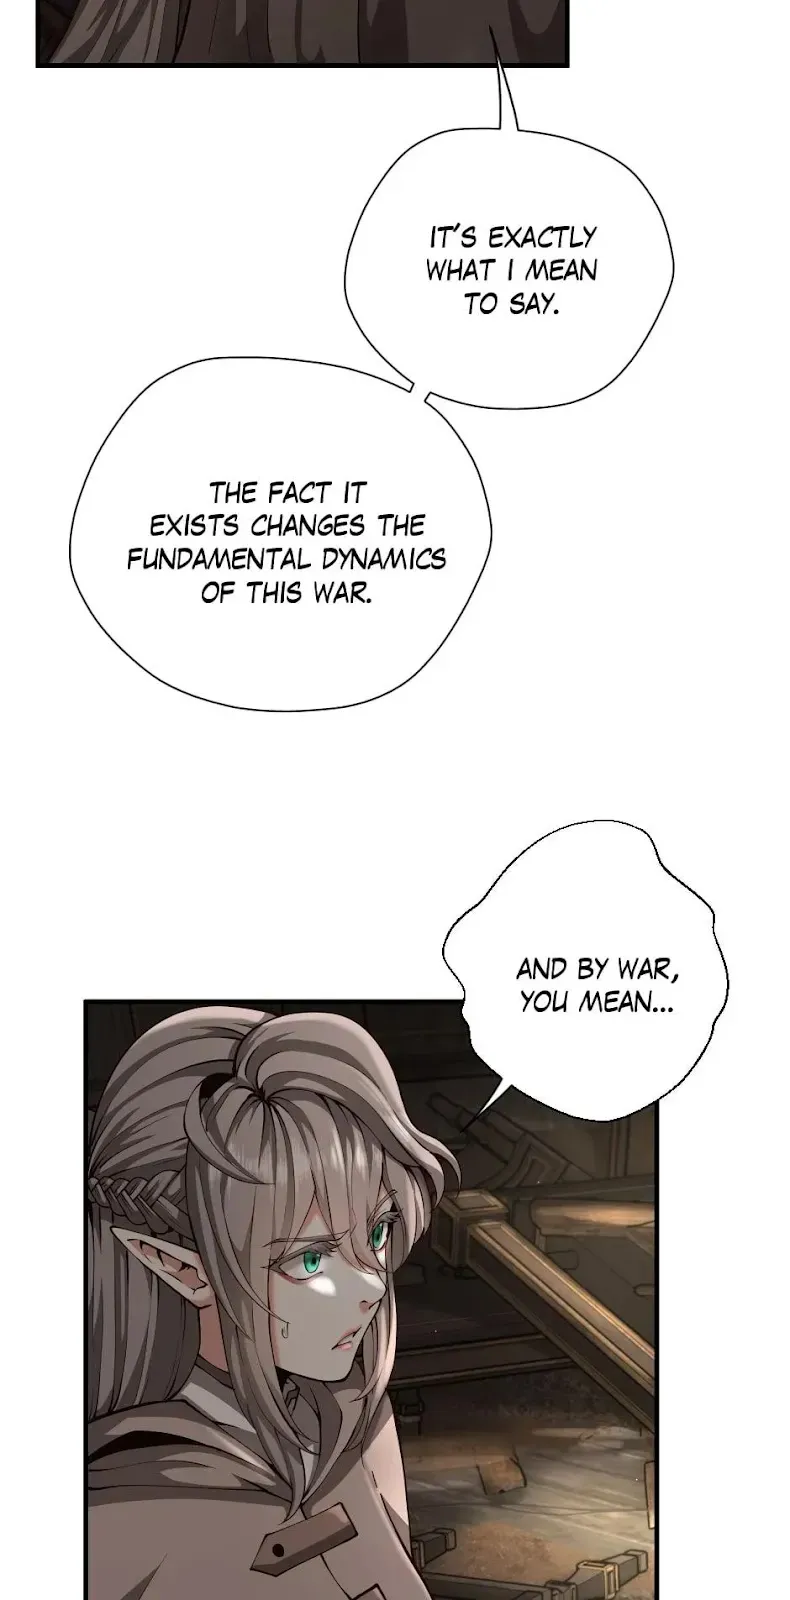 IT'S EXACTLY
WHAT I MEAN
TO SAY.
THE FACT IT
EXISTS CHANGES THE
FUNDAMENTAL DYNAMICS
OF THIS WAR.
AND BY WAR,
YOU MEAN...